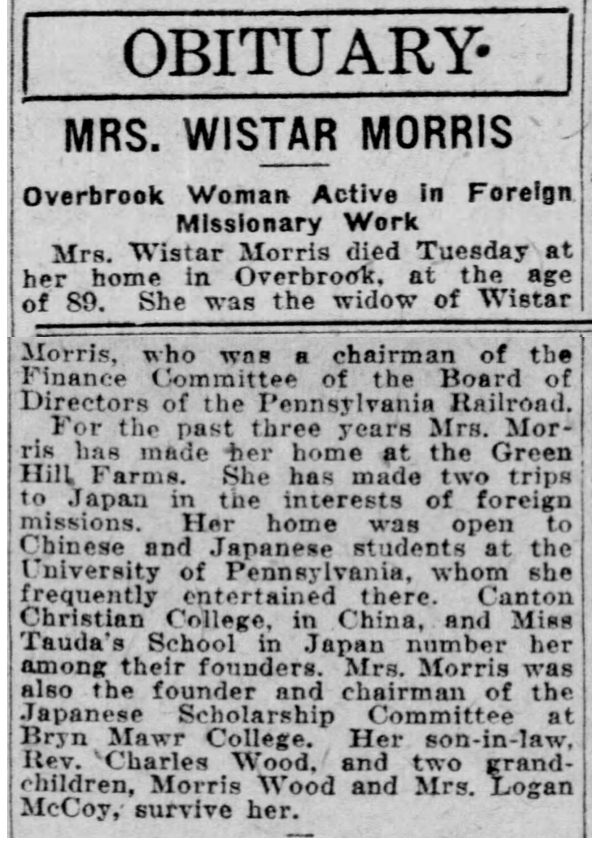 OBITUARY
MRS. WISTAR MORRIS
Overbrook Woman Active in Foreign
Missionary Work
Mrs. Wistar Morris died Tuesday at
her home in Overbrook, at the age
of 89. She was the widow of Wistar
Morris, who was a chairman of the
Finance Committee of the Board of
Directors of the Pennsylvania Railroad.
For the past three years Mrs. Mor-
ris has made her home at the Green
Hill Farms. She has made two trips
to Japan in the interests of foreign
missions. Her home was open to
Chinese and Japanese students at the
University of Pennsylvania, whom she
frequently entertained there. Canton
Christian College, in China, and Miss
Tauda's School in Japan number her
among their founders. Mrs. Morris was
also the founder and chairman of the
Japanese Scholarship Committee at
Bryn Mawr College. Her son-in-law,
Rev. Charles Wood, and two grand-
children, Morris Wood and Mrs. Logan
McCoy, survive her.